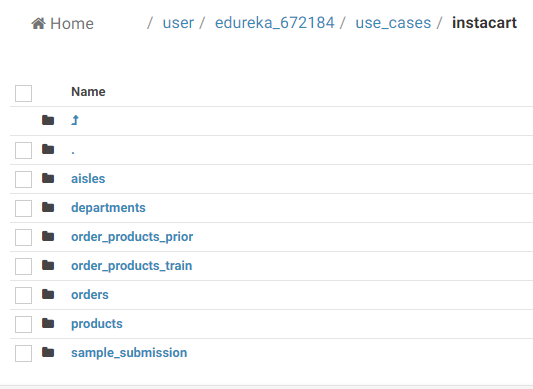 Home / user / edureka_672184 / use_cases / instacart
Name
.
aisles
departments
order_products_prior
order_products_train
orders
products
sample_submission